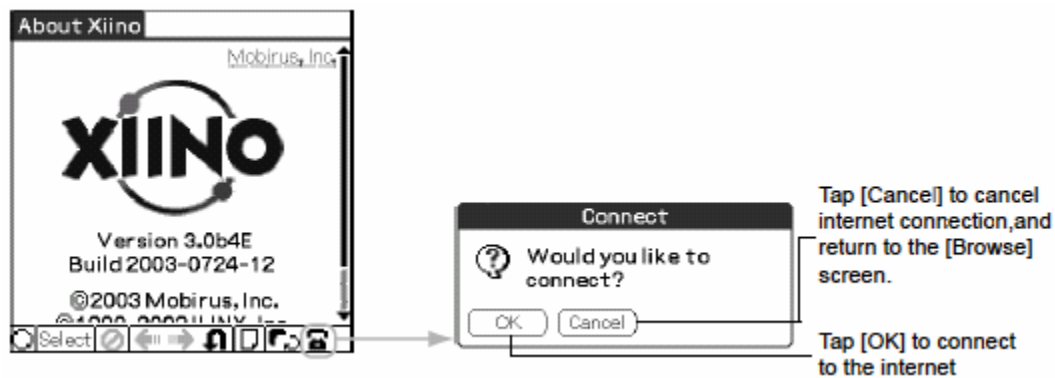 About Xiino
Mobirus, Inc.
XIINO
Version 3.0b4E
Build 2003-0724-12
©2003 Mobirus, Inc.
Select
Connect
Would you like to
connect?
OK
Cancel
Tap [Cancel] to cancel
internet connection,and
return to the [Browse]
screen.
Tap [OK] to connect
to the internet